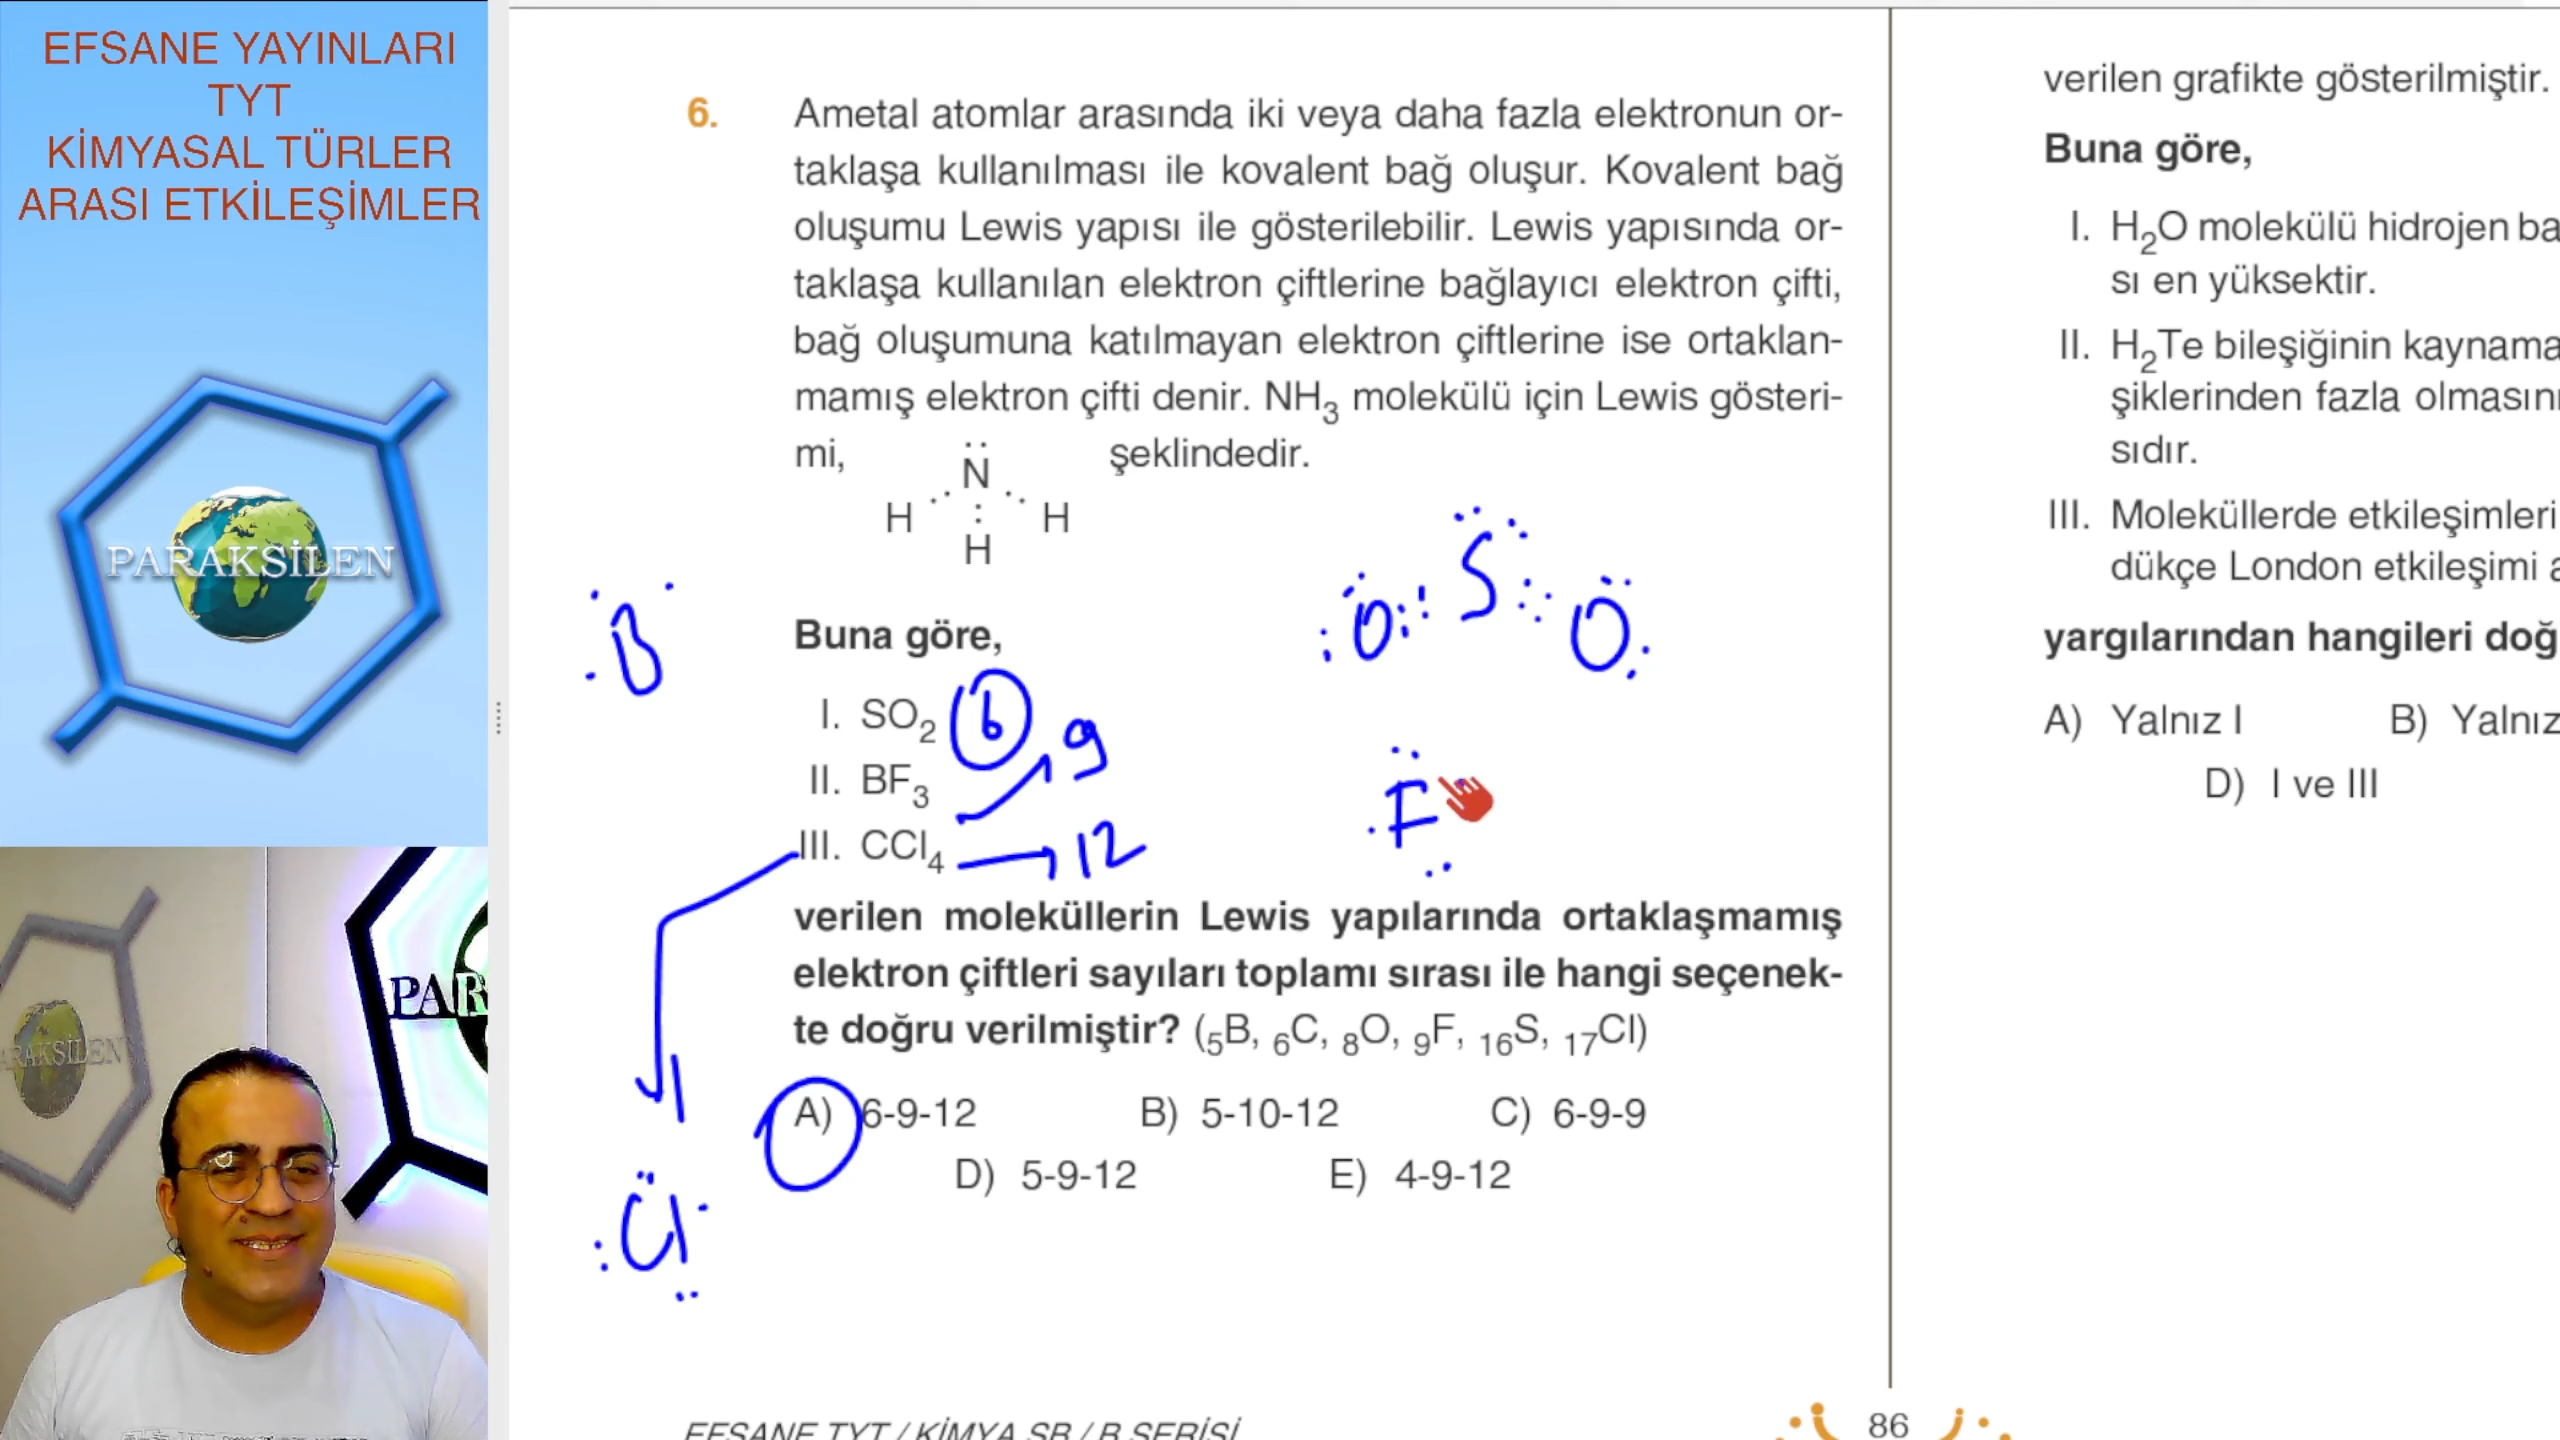 EFSANE YAYINLARI
TYT
KİMYASAL TÜRLER
ARASI ETKİLEŞİMLER
PARAKSİLEN
6. Ametal atomlar arasında iki veya daha fazla elektronun or-
taklaşa kullanılması ile kovalent bağ oluşur. Kovalent bağ
oluşumu Lewis yapısı ile gösterilebilir. Lewis yapısında or-
taklaşa kullanılan elektron çiftlerine bağlayıcı elektron çifti,
bağ oluşumuna katılmayan elektron çiftlerine ise ortaklan-
mamış elektron çifti denir. NH3 molekülü için Lewis gösteri-
mi, şeklindedir.
N
H H
H
S
O O
B
Buna göre,
I. SO2 6
II. BF3 9
III. CCl4 → 12
F
verilen moleküllerin Lewis yapılarında ortaklaşmamış
elektron çiftleri sayıları toplamı sırası ile hangi seçenek-
te doğru verilmiştir? (5B, 6C, 8O, 9F, 16S, 17Cl)
A) 6-9-12 B) 5-10-12 C) 6-9-9
D) 5-9-12 E) 4-9-12
Cl
EFSANE TYT / KİMYA SB / B SERİSİ
86
verilen grafikte gösterilmiştir.
Buna göre,
I. H2O molekülü hidrojen ba
sı en yüksektir.
II. H2Te bileşiğinin kaynama
şiklerinden fazla olmasını
sıdır.
III. Moleküllerde etkileşimleri
dükçe London etkileşimi a
yargılarından hangileri doğ
A) Yalnız I B) Yalnız
D) I ve III
PAR
ARAKSİLEN